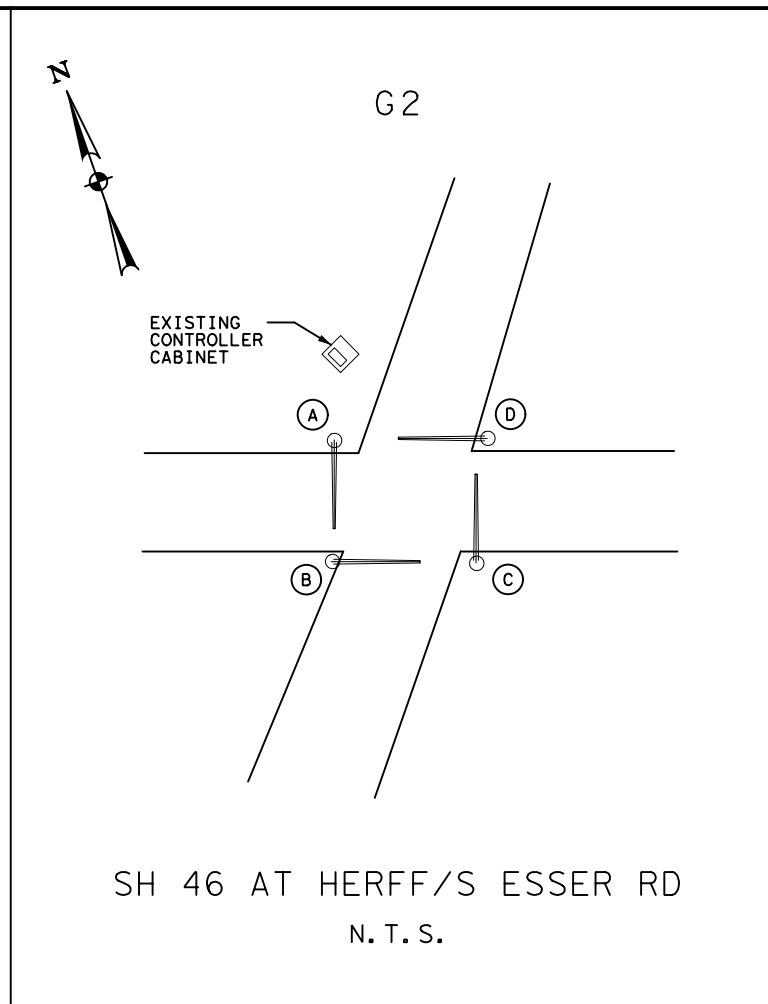 N
G2
EXISTING
CONTROLLER
CABINET
A
D
B
C
SH 46 AT HERFF/S ESSER RD
N.T.S.